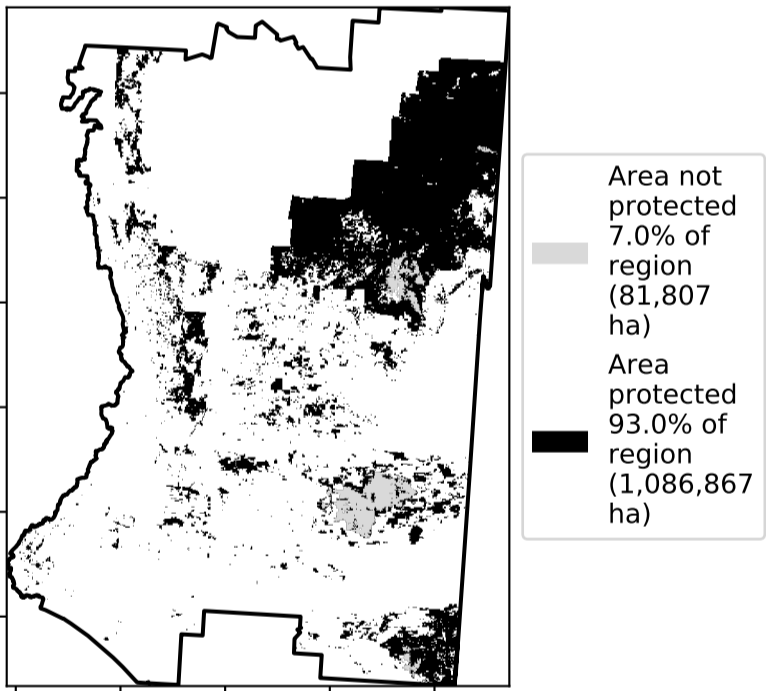 Area not
protected
7.0% of
region
(81,807
ha)
Area
protected
93.0% of
region
(1,086,867
ha)